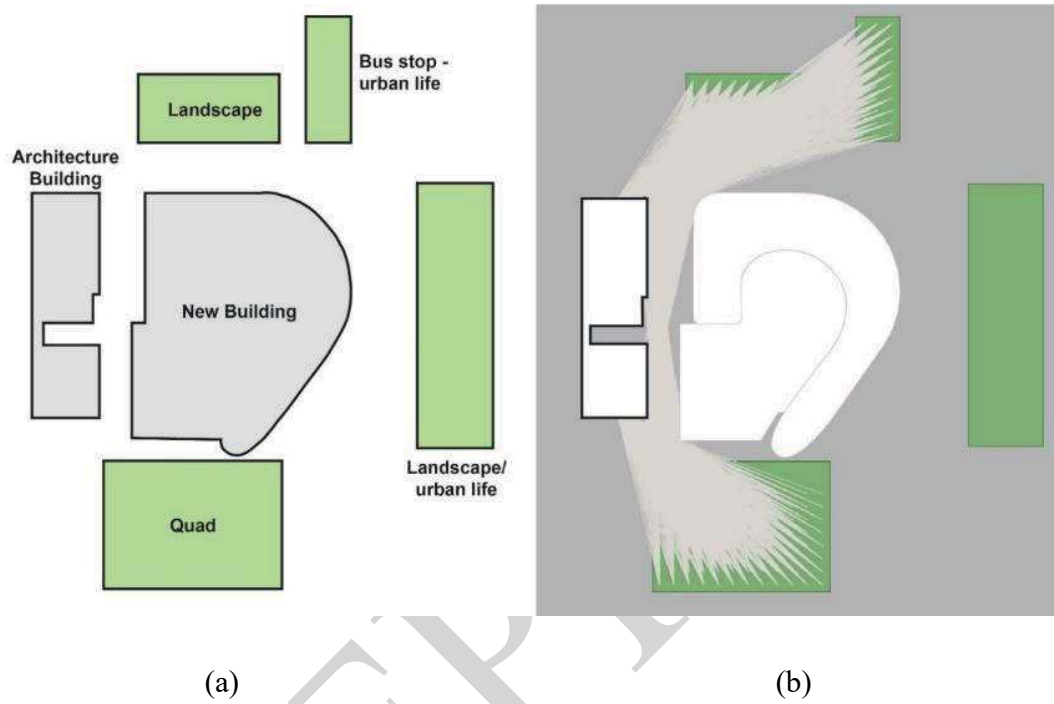 Bus stop -
urban life
Landscape
Architecture
Building
New Building
Landscape/
urban life
Quad
(a)
(b)